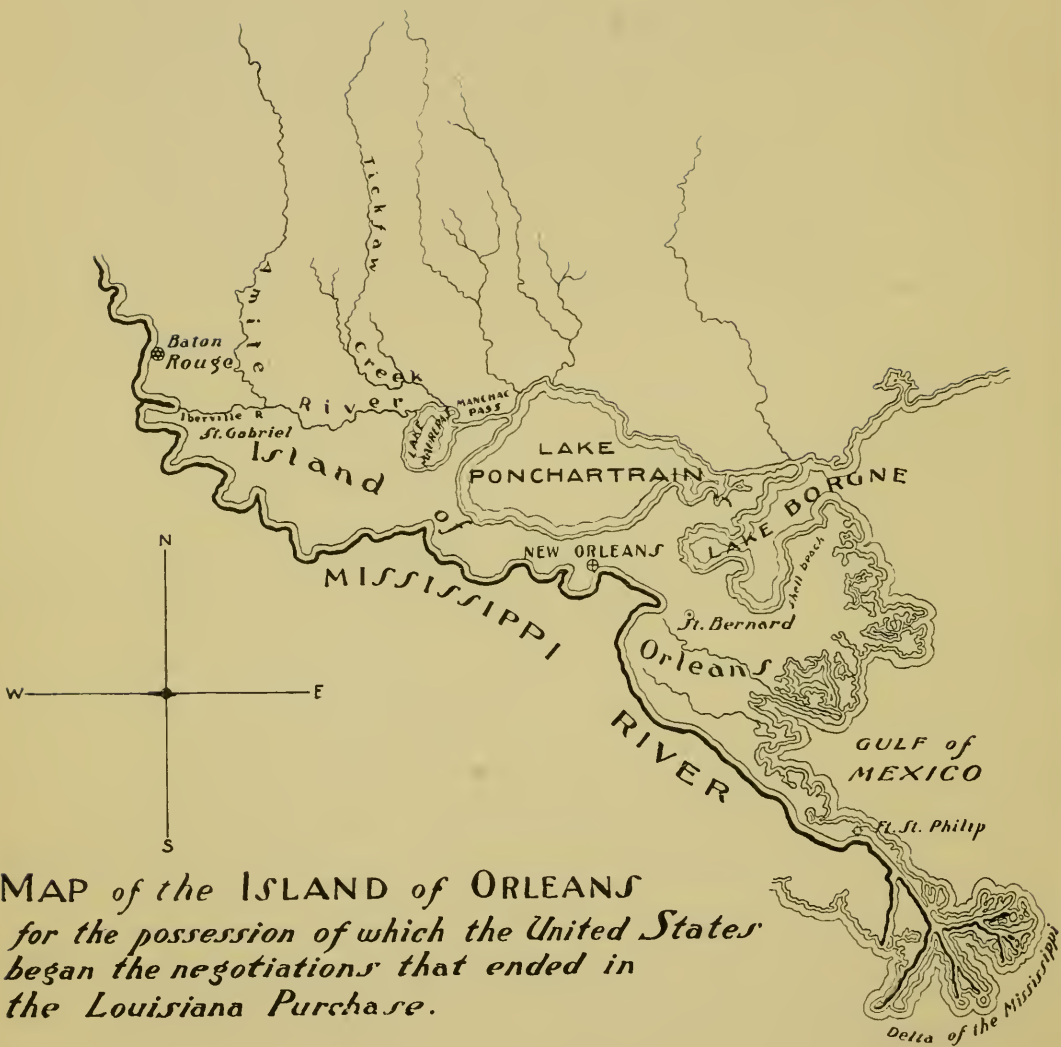 Tickfaw
Creek
Amite
River
Baton
Rouge
Iberville R
St. Gabriel
MANCHAC
PASS
LAKE
MAUREPAS
LAKE
PONCHARTRAIN
LAKE BORGNE
Shell beach
Island
of
Orleans
NEW ORLEANS
St. Bernard
MISSISSIPPI
RIVER
N
W
E
S
GULF of
MEXICO
Ft. St. Philip
Delta of the Mississippi
MAP of the ISLAND of ORLEANS
for the possession of which the United States
began the negotiations that ended in
the Louisiana Purchase.